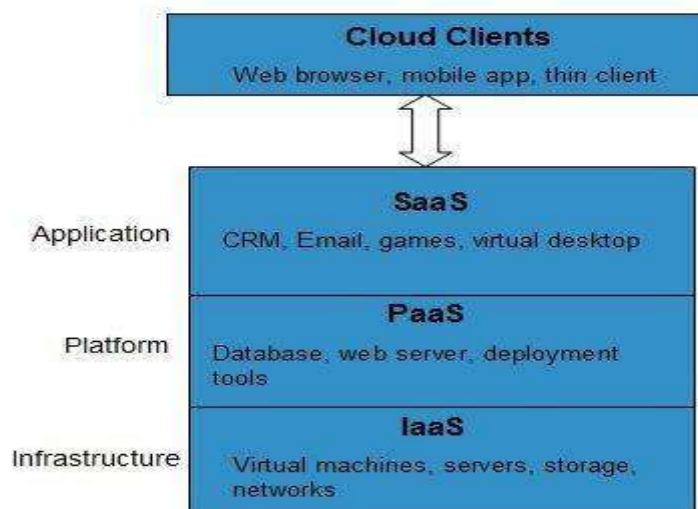 Cloud Clients
Web browser, mobile app, thin client
SaaS
Application
CRM, Email, games, virtual desktop
PaaS
Platform
Database, web server, deployment
tools
IaaS
Infrastructure
Virtual machines, servers, storage,
networks